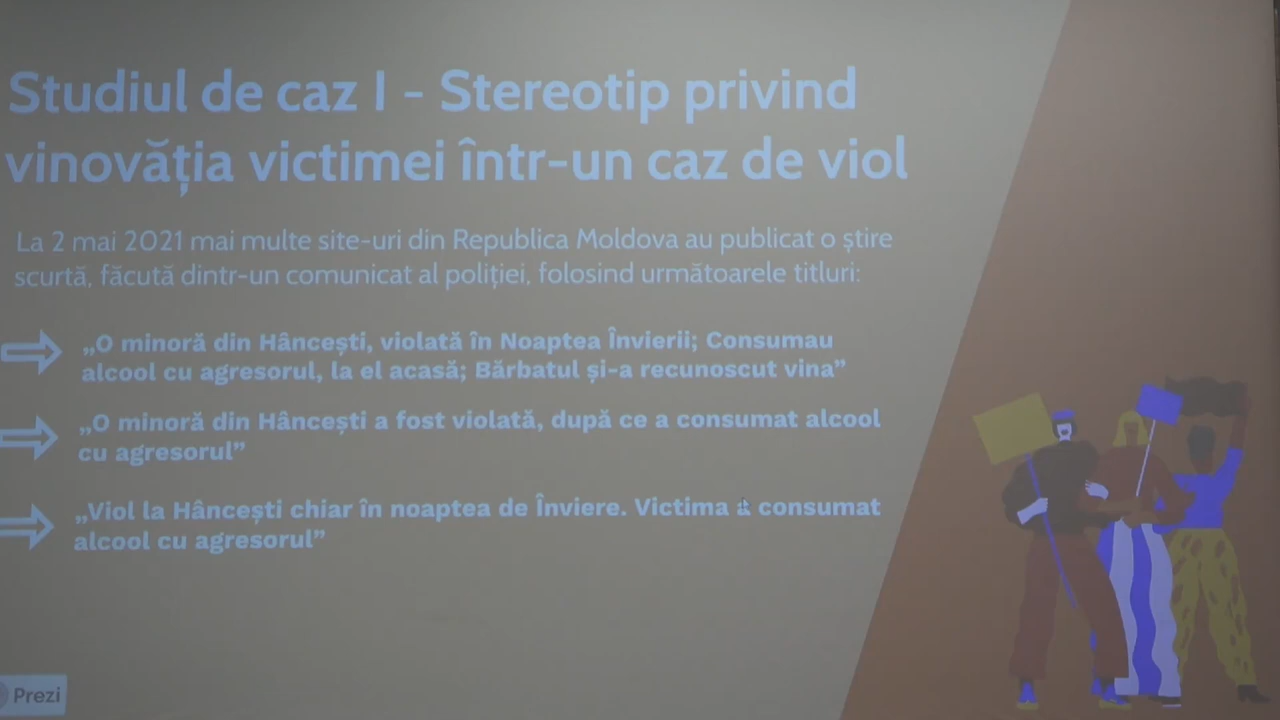 Studiul de caz I - Stereotip privind
vinovăția victimei într-un caz de viol
La 2 mai 2021 mai multe site-uri din Republica Moldova au publicat o știre
scurtă, făcută dintr-un comunicat al poliției, folosind următoarele titluri:
„O minoră din Hâncești, violată în Noaptea Învierii; Consumau
alcool cu agresorul, la el acasă; Bărbatul și-a recunoscut vina”
„O minoră din Hâncești a fost violată, după ce a consumat alcool
cu agresorul”
„Viol la Hâncești chiar în noaptea de Înviere. Victima a consumat
alcool cu agresorul”
Prezi